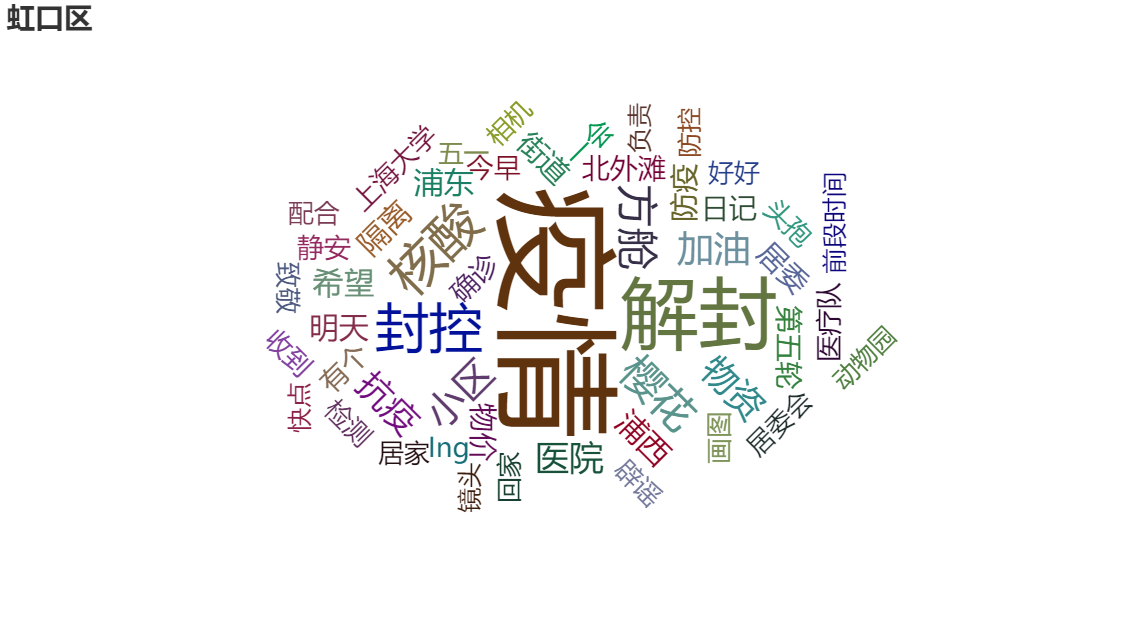 虹口区
相机
一会
负责
防控
上海大学
五一
今早
街道
北外滩
防疫
好好
浦东
配合
隔离
核酸
疫情
方舱
日记
头孢
前段时间
静安
确诊
加油
居委
致敬
希望
解封
明天
封控
第五轮
医疗队
动物园
收到
有个
抗疫
小区
樱花
物资
快点
检测
物价
浦西
画图
居委会
居家
lng
医院
镜头
回家
辟谣